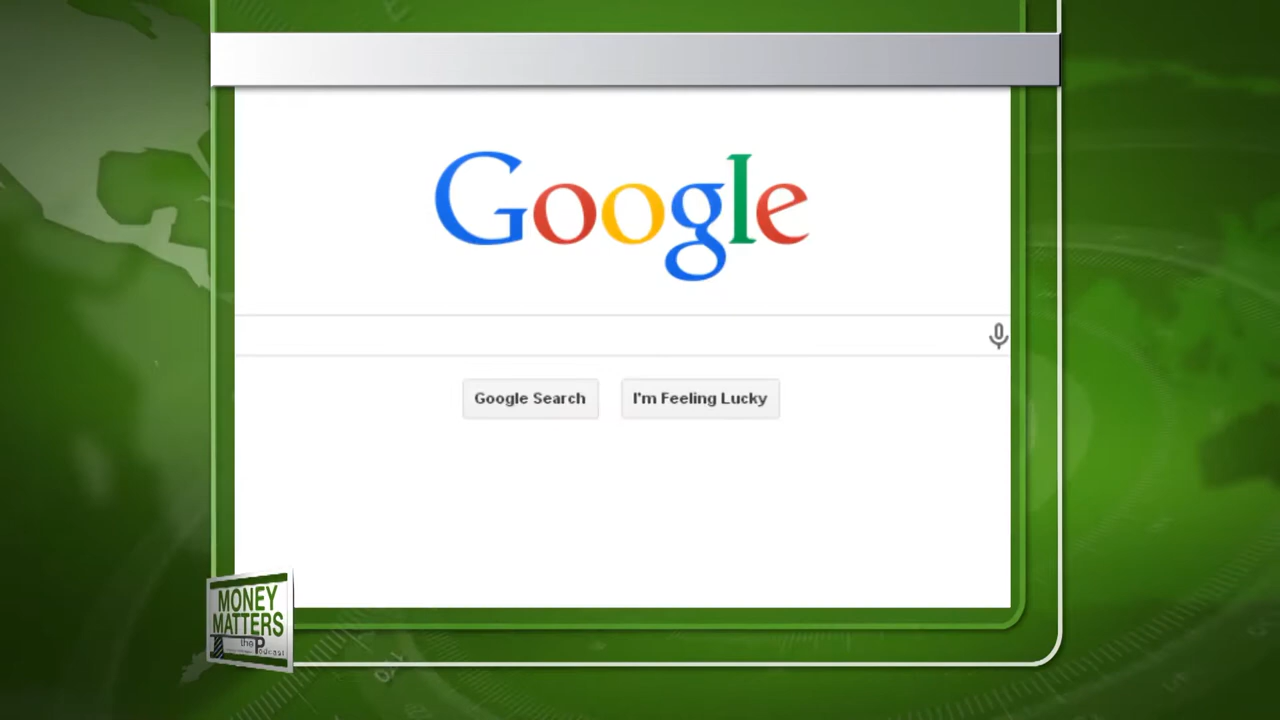 Google
Google Search
I'm Feeling Lucky
MONEY
MATTERS
the Podcast